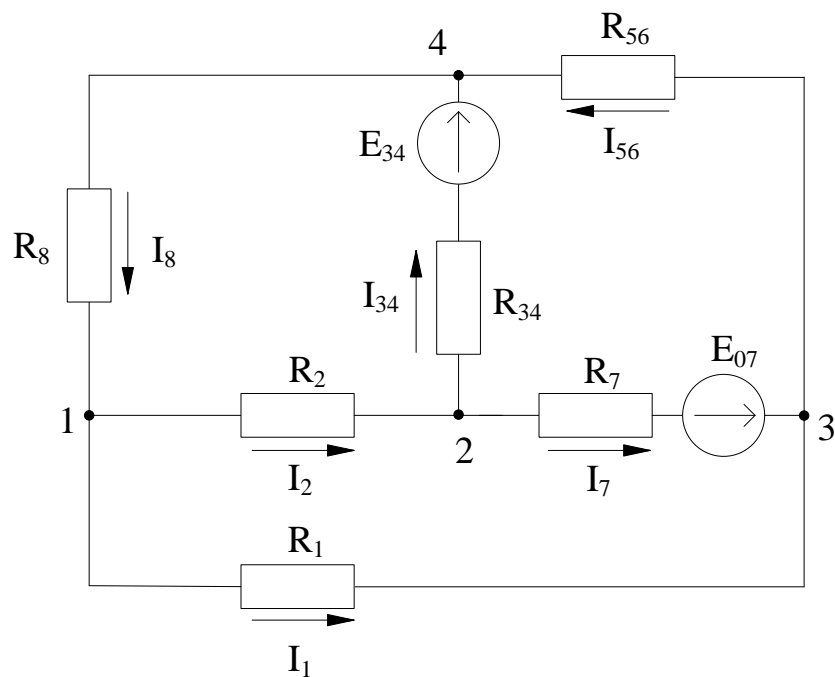 R₅₆
4
E₃₄
I₅₆
R₈
I₈
I₃₄
R₃₄
E₀₇
R₂
R₇
1
2
3
I₂
I₇
R₁
I₁